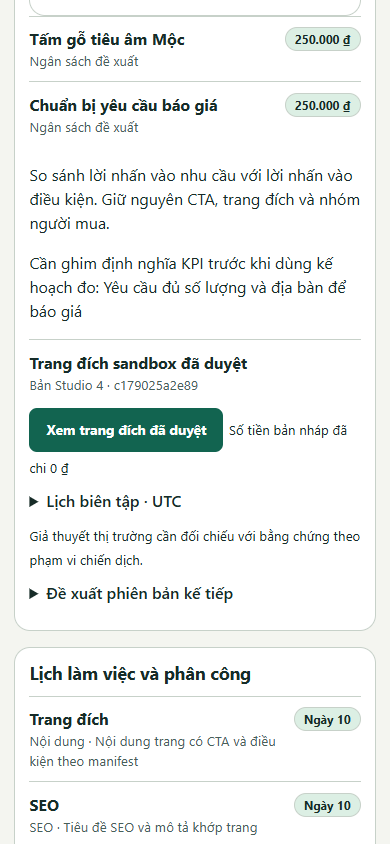 Tấm gỗ tiêu âm Mộc
250.000 ₫
Ngân sách đề xuất
Chuẩn bị yêu cầu báo giá
250.000 ₫
Ngân sách đề xuất
So sánh lời nhấn vào nhu cầu với lời nhấn vào
điều kiện. Giữ nguyên CTA, trang đích và nhóm
người mua.
Cần ghim định nghĩa KPI trước khi dùng kế
hoạch đo: Yêu cầu đủ số lượng và địa bàn để
báo giá
Trang đích sandbox đã duyệt
Bản Studio 4 · c179025a2e89
Xem trang đích đã duyệt
Số tiền bản nháp đã
chi 0 ₫
▶ Lịch biên tập · UTC
Giả thuyết thị trường cần đối chiếu với bằng chứng theo
phạm vi chiến dịch.
▶ Đề xuất phiên bản kế tiếp
Lịch làm việc và phân công
Trang đích
Ngày 10
Nội dung · Nội dung trang có CTA và điều
kiện theo manifest
SEO
Ngày 10
SEO · Tiêu đề SEO và mô tả khớp trang